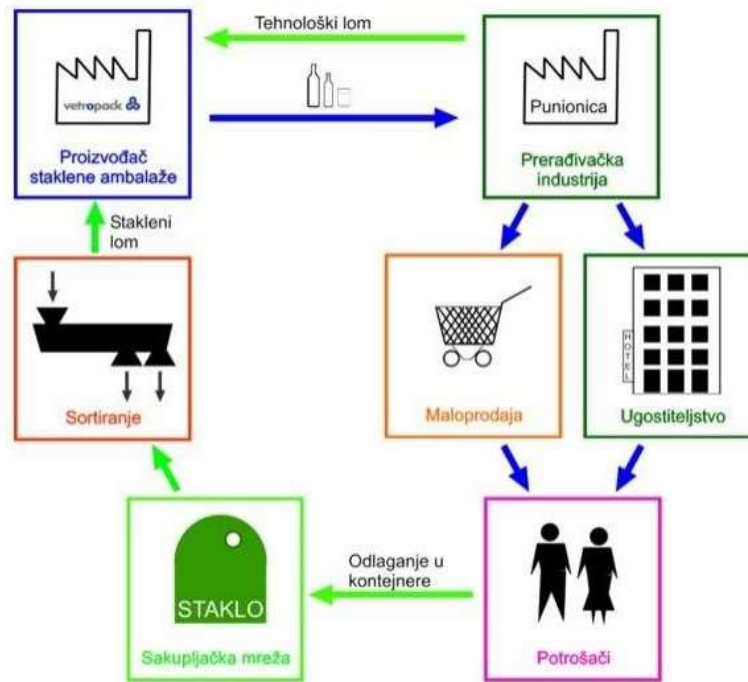 Tehnološki lom
vetropack
Proizvođač
staklene ambalaže
Punionica
Prerađivačka
industrija
Stakleni
lom
Sortiranje
Maloprodaja
HOTEL
Ugostiteljstvo
Odlaganje u
kontejnere
STAKLO
Sakupljačka mreža
Potrošači